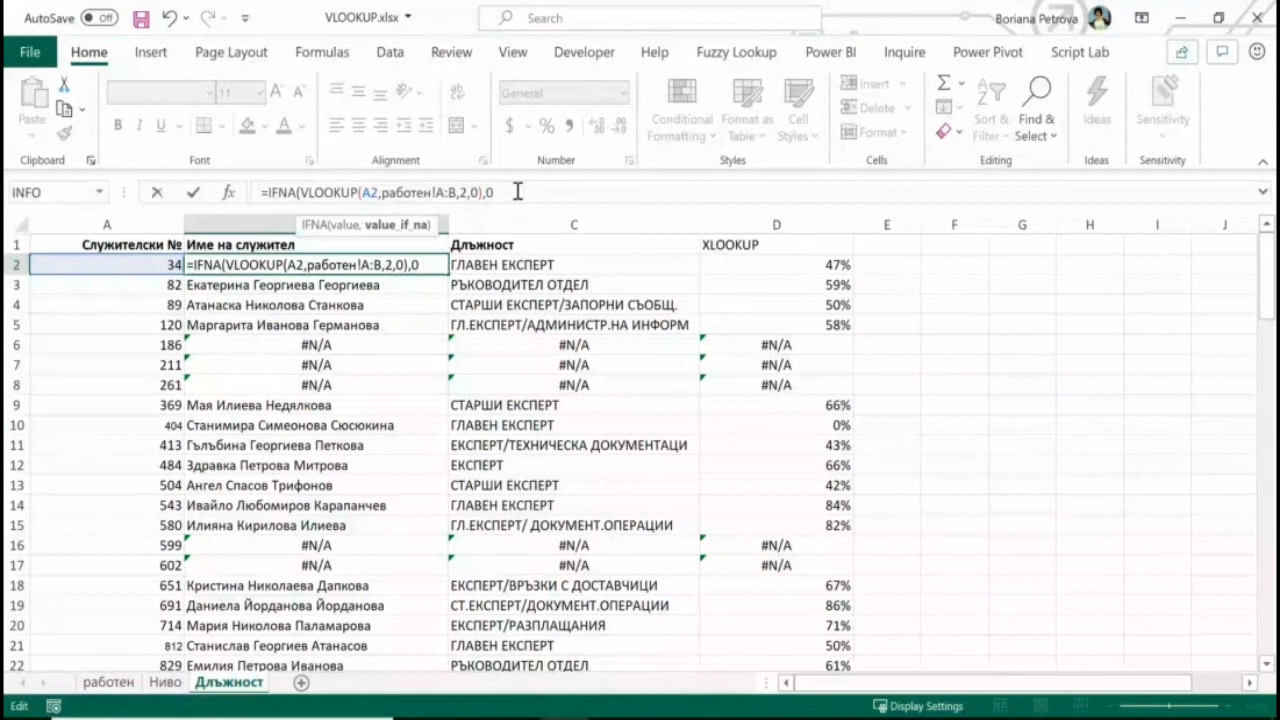 AutoSave Off VLOOKUP.xlsx Search Boriana Petrova
File Home Insert Page Layout Formulas Data Review View Developer Help Fuzzy Lookup Power BI Inquire Power Pivot Script Lab
Paste 11 General Conditional Formatting Format as Table Cell Styles Insert Delete Format Sort & Filter Find & Select Ideas Sensitivity
Clipboard Font Alignment Number Styles Cells Editing Ideas Sensitivity
INFO fx =IFNA(VLOOKUP(A2,работен!A:B,2,0),0
A C D E F G H I J
IFNA(value, value_if_na)
1 Служителски № Име на служител Длъжност XLOOKUP
2 34 =IFNA(VLOOKUP(A2,работен!A:B,2,0),0 ГЛАВЕН ЕКСПЕРТ 47%
3 82 Екатерина Георгиева Георгиева РЪКОВОДИТЕЛ ОТДЕЛ 59%
4 89 Атанаска Николова Станкова СТАРШИ ЕКСПЕРТ/ЗАПОРНИ СЪОБЩ. 50%
5 120 Маргарита Иванова Германова ГЛ.ЕКСПЕРТ/АДМИНИСТР.НА ИНФОРМ 58%
6 186 #N/A #N/A #N/A
7 211 #N/A #N/A #N/A
8 261 #N/A #N/A #N/A
9 369 Мая Илиева Недялкова СТАРШИ ЕКСПЕРТ 66%
10 404 Станимира Симеонова Сюсюкина ГЛАВЕН ЕКСПЕРТ 0%
11 413 Гълъбина Георгиева Петкова ЕКСПЕРТ/ТЕХНИЧЕСКА ДОКУМЕНТАЦИ 43%
12 484 Здравка Петрова Митрова ЕКСПЕРТ 66%
13 504 Ангел Спасов Трифонов СТАРШИ ЕКСПЕРТ 42%
14 543 Ивайло Любомиров Карапанчев ГЛАВЕН ЕКСПЕРТ 84%
15 580 Илияна Кирилова Илиева ГЛ.ЕКСПЕРТ/ ДОКУМЕНТ.ОПЕРАЦИИ 82%
16 599 #N/A #N/A #N/A
17 602 #N/A #N/A #N/A
18 651 Кристина Николаева Дапкова ЕКСПЕРТ/ВРЪЗКИ С ДОСТАВЧИЦИ 67%
19 691 Даниела Йорданова Йорданова СТ.ЕКСПЕРТ/ДОКУМЕНТ.ОПЕРАЦИИ 86%
20 714 Мария Николова Паламарова ЕКСПЕРТ/РАЗПЛАЩАНИЯ 71%
21 812 Станислав Георгиев Атанасов ГЛАВЕН ЕКСПЕРТ 50%
22 829 Емилия Петрова Иванова РЪКОВОДИТЕЛ ОТДЕЛ 61%
работен Ниво Длъжност
Edit Display Settings